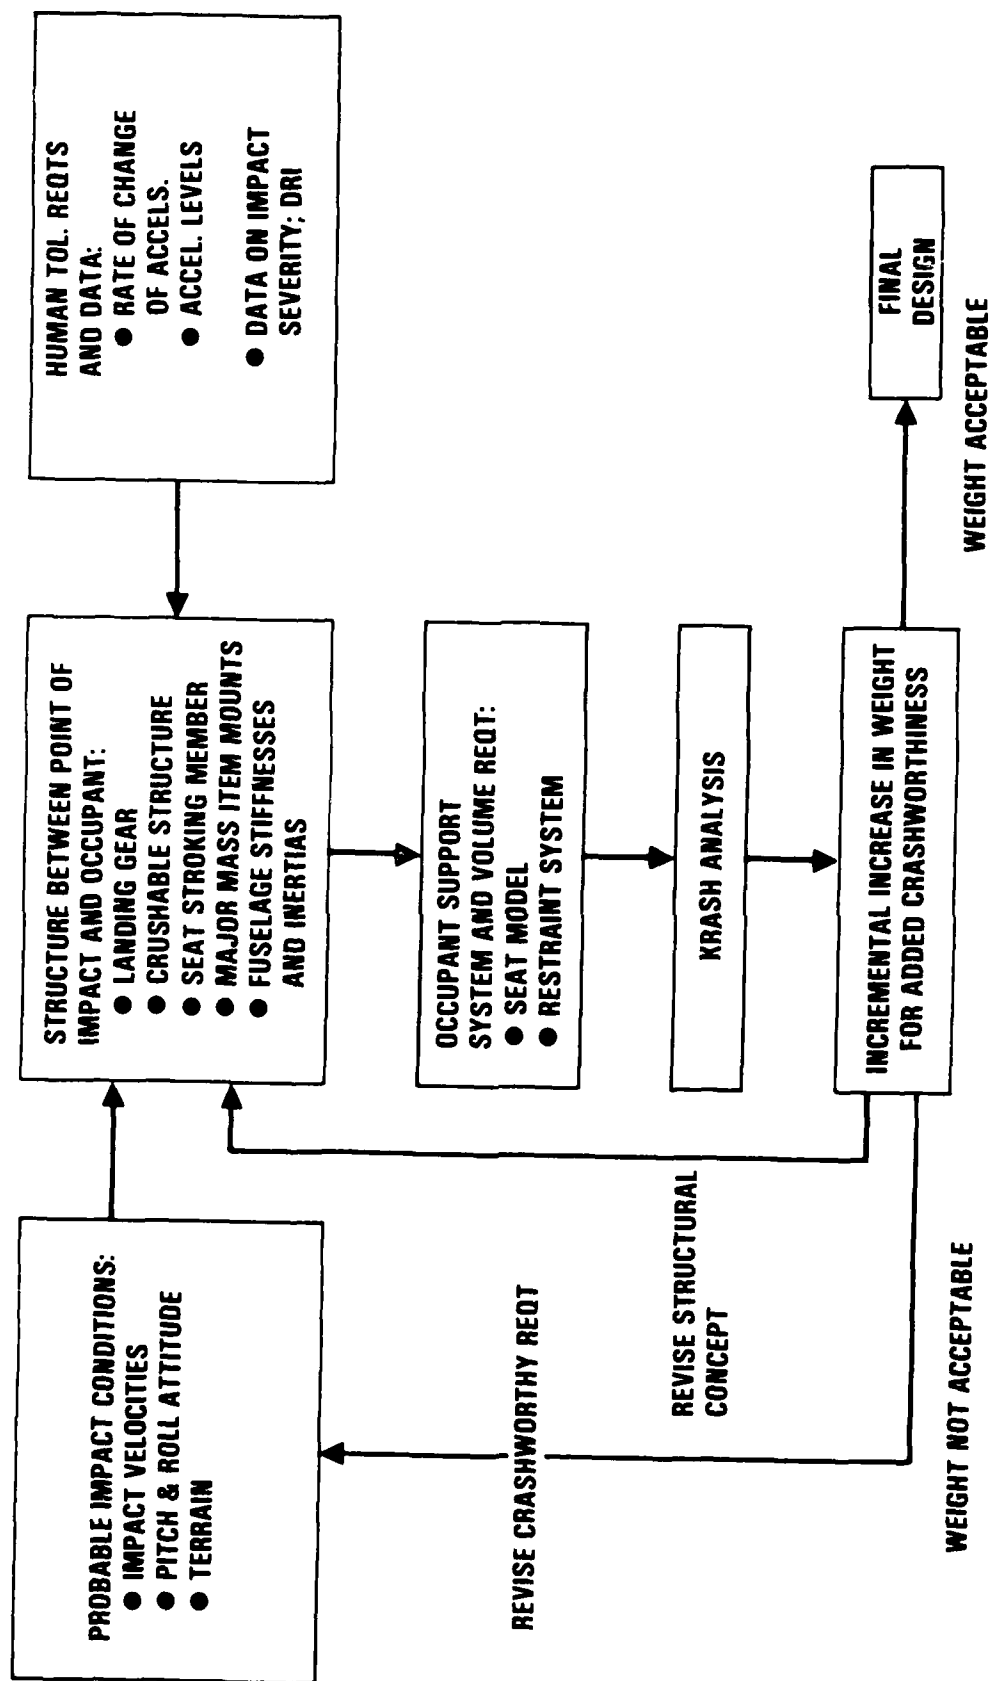 PROBABLE IMPACT CONDITIONS:
● IMPACT VELOCITIES
● PITCH & ROLL ATTITUDE
● TERRAIN
STRUCTURE BETWEEN POINT OF
IMPACT AND OCCUPANT:
● LANDING GEAR
● CRUSHABLE STRUCTURE
● SEAT STROKING MEMBER
● MAJOR MASS ITEM MOUNTS
● FUSELAGE STIFFNESSES
AND INERTIAS
HUMAN TOL. REQTS
AND DATA:
● RATE OF CHANGE
OF ACCELS.
● ACCEL. LEVELS
● DATA ON IMPACT
SEVERITY; DRI
OCCUPANT SUPPORT
SYSTEM AND VOLUME REQT:
● SEAT MODEL
● RESTRAINT SYSTEM
REVISE CRASHWORTHY REQT
REVISE STRUCTURAL
CONCEPT
KRASH ANALYSIS
INCREMENTAL INCREASE IN WEIGHT
FOR ADDED CRASHWORTHINESS
FINAL
DESIGN
WEIGHT NOT ACCEPTABLE
WEIGHT ACCEPTABLE